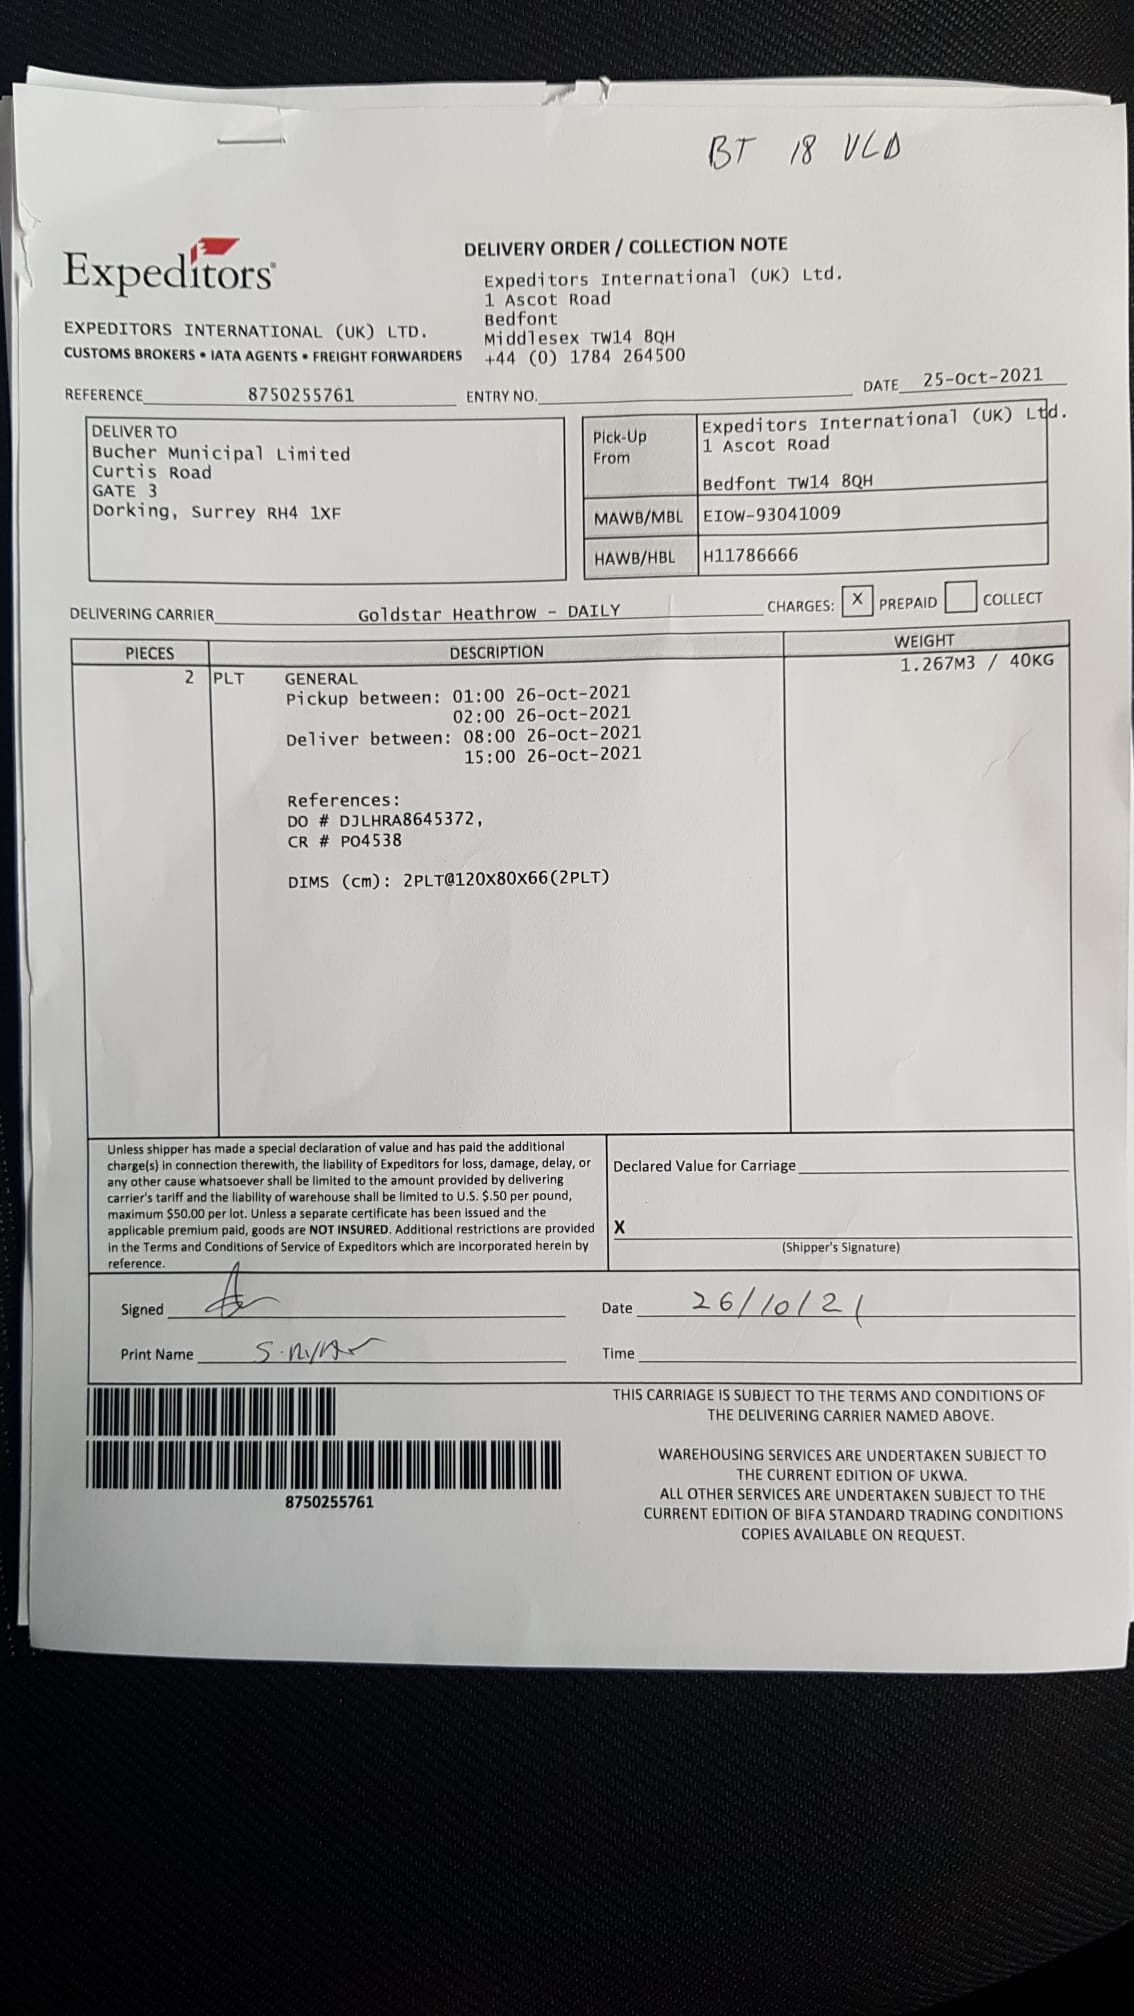 BT 18 VLD
Expeditors
DELIVERY ORDER / COLLECTION NOTE
Expeditors International (UK) Ltd.
1 Ascot Road
Bedfont
Middlesex TW14 8QH
+44 (0) 1784 264500
EXPEDITORS INTERNATIONAL (UK) LTD.
CUSTOMS BROKERS • IATA AGENTS • FREIGHT FORWARDERS
REFERENCE 8750255761 ENTRY NO. DATE 25-Oct-2021
DELIVER TO
Bucher Municipal Limited
Curtis Road
GATE 3
Dorking, Surrey RH4 1XF
Pick-Up From
Expeditors International (UK) Ltd.
1 Ascot Road
Bedfont TW14 8QH
MAWB/MBL EIOW-93041009
HAWB/HBL H11786666
DELIVERING CARRIER Goldstar Heathrow - DAILY CHARGES: X PREPAID COLLECT
PIECES DESCRIPTION WEIGHT
2 PLT GENERAL 1.267M3 / 40KG
Pickup between: 01:00 26-Oct-2021
02:00 26-Oct-2021
Deliver between: 08:00 26-Oct-2021
15:00 26-Oct-2021
References:
DO # DJLHRA8645372,
CR # PO4538
DIMS (cm): 2PLT@120X80X66(2PLT)
Unless shipper has made a special declaration of value and has paid the additional
charge(s) in connection therewith, the liability of Expeditors for loss, damage, delay, or
any other cause whatsoever shall be limited to the amount provided by delivering
carrier's tariff and the liability of warehouse shall be limited to U.S. $.50 per pound,
maximum $50.00 per lot. Unless a separate certificate has been issued and the
applicable premium paid, goods are NOT INSURED. Additional restrictions are provided
in the Terms and Conditions of Service of Expeditors which are incorporated herein by
reference.
Declared Value for Carriage
X
(Shipper's Signature)
Signed
Date 26/10/21
Print Name
Time
8750255761
THIS CARRIAGE IS SUBJECT TO THE TERMS AND CONDITIONS OF
THE DELIVERING CARRIER NAMED ABOVE.
WAREHOUSING SERVICES ARE UNDERTAKEN SUBJECT TO
THE CURRENT EDITION OF UKWA.
ALL OTHER SERVICES ARE UNDERTAKEN SUBJECT TO THE
CURRENT EDITION OF BIFA STANDARD TRADING CONDITIONS
COPIES AVAILABLE ON REQUEST.